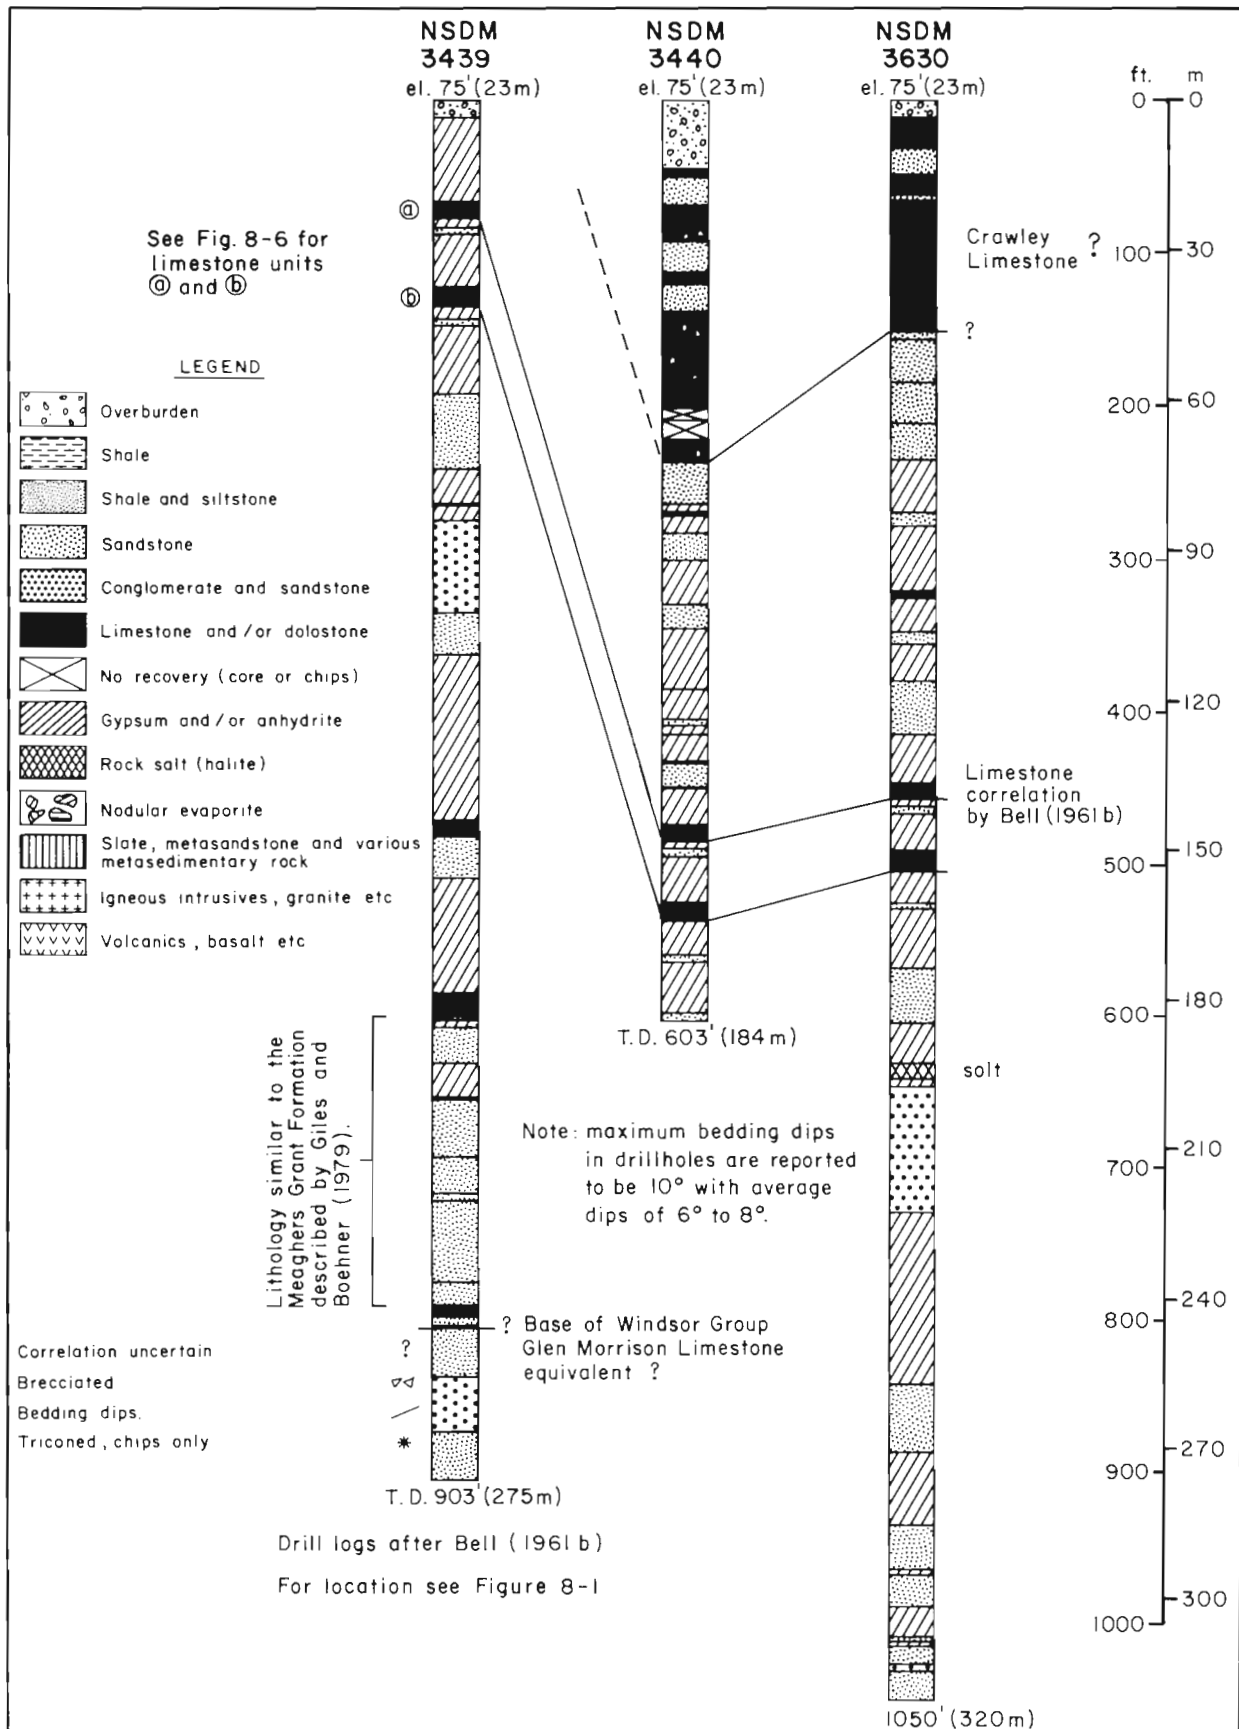 NSDM
3439
el. 75' (23m)
NSDM
3440
el. 75' (23m)
NSDM
3630
el. 75' (23m)
ft. m
0 0
100 30
200 60
300 90
400 120
500 150
600 180
700 210
800 240
900 270
1000 300
ⓐ
ⓑ
See Fig. 8-6 for
limestone units
ⓐ and ⓑ
LEGEND
Overburden
Shale
Shale and siltstone
Sandstone
Conglomerate and sandstone
Limestone and/or dolostone
No recovery (core or chips)
Gypsum and/or anhydrite
Rock salt (halite)
Nodular evaporite
Slate, metasandstone and various
metasedimentary rock
Igneous intrusives, granite etc
Volcanics, basalt etc
Crawley ?
Limestone
?
Limestone
correlation
by Bell (1961b)
solt
T.D. 603' (184m)
Note: maximum bedding dips
in drillholes are reported
to be 10° with average
dips of 6° to 8°.
Lithology similar to the
Meaghers Grant Formation
described by Giles and
Boehner (1979).
? Base of Windsor Group
Glen Morrison Limestone
equivalent ?
Correlation uncertain ?
Brecciated
Bedding dips.
Triconed, chips only *
T.D. 903' (275m)
Drill logs after Bell (1961b)
For location see Figure 8-1
1050' (320m)